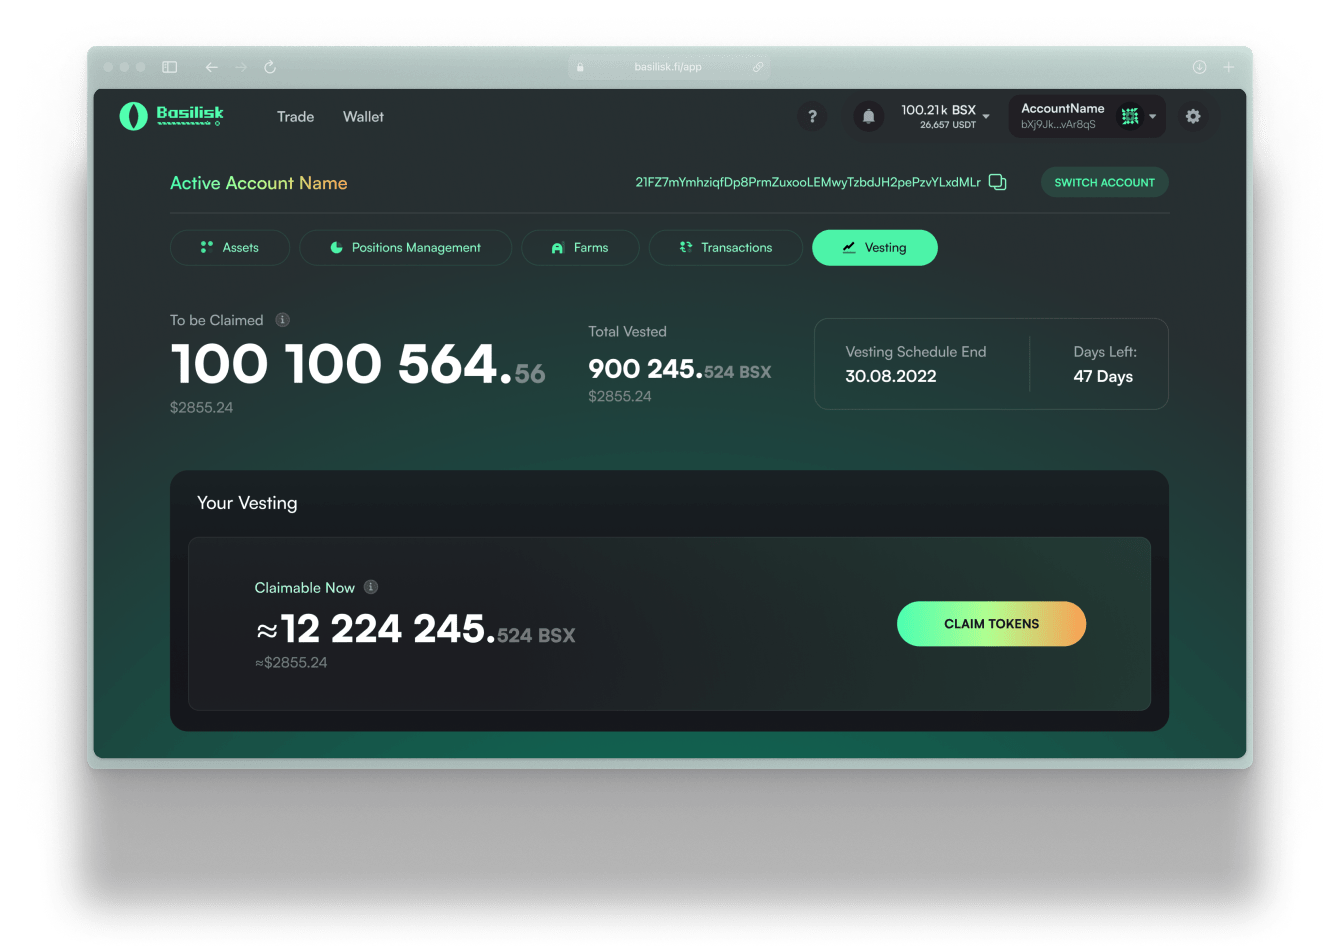 basilisk.fi/app
Basilisk
Trade
Wallet
?
100.21k BSX
26,657 USDT
AccountName
bXj9Jk...vAr8qS
Active Account Name
21FZ7mYmhziqfDp8PrmZuxooLEMwyTzbdJH2pePzvYLxdMLr
SWITCH ACCOUNT
Assets
Positions Management
Farms
Transactions
Vesting
To be Claimed
100 100 564.56
$2855.24
Total Vested
900 245.524 BSX
$2855.24
Vesting Schedule End
30.08.2022
Days Left:
47 Days
Your Vesting
Claimable Now
≈12 224 245.524 BSX
≈$2855.24
CLAIM TOKENS